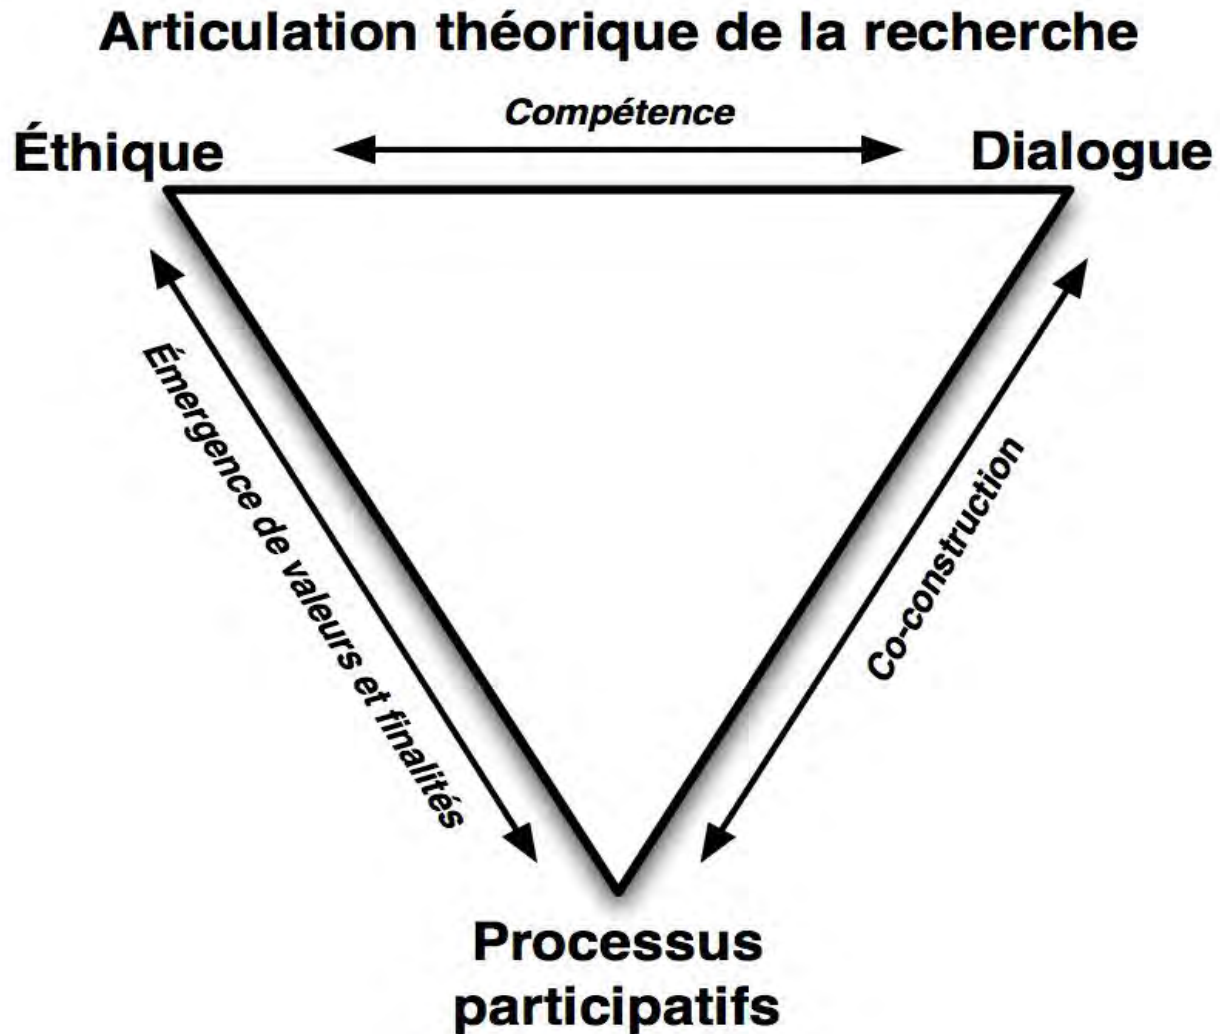 Articulation théorique de la recherche
Compétence
Éthique
Dialogue
Émergence de valeurs et finalités
Co-construction
Processus
participatifs